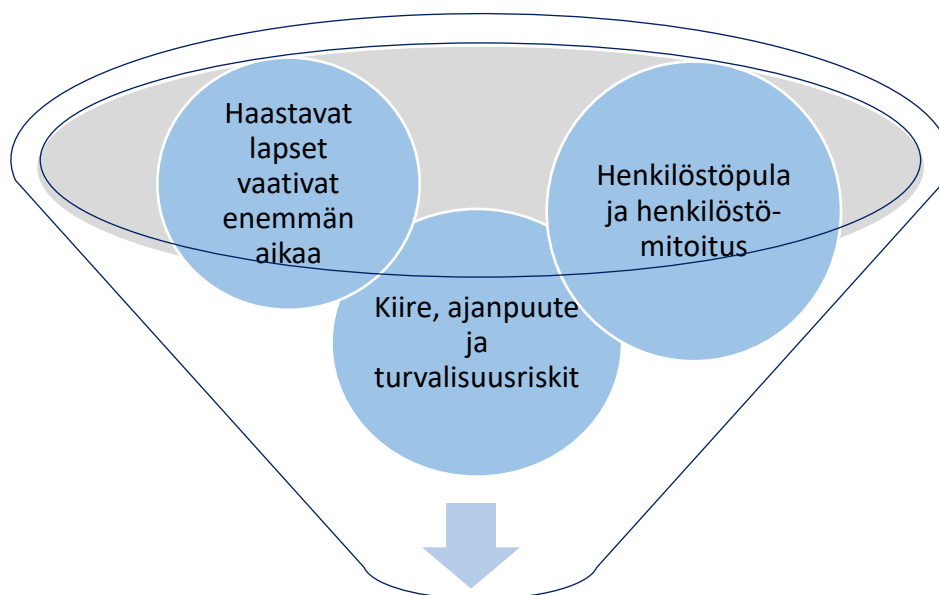 Haastavat
lapset
vaativat
enemmän
aikaa
Henkilöstöpula
ja henkilöstö-
mitoitus
Kiire, ajanpuute
ja
turvalisuusriskit